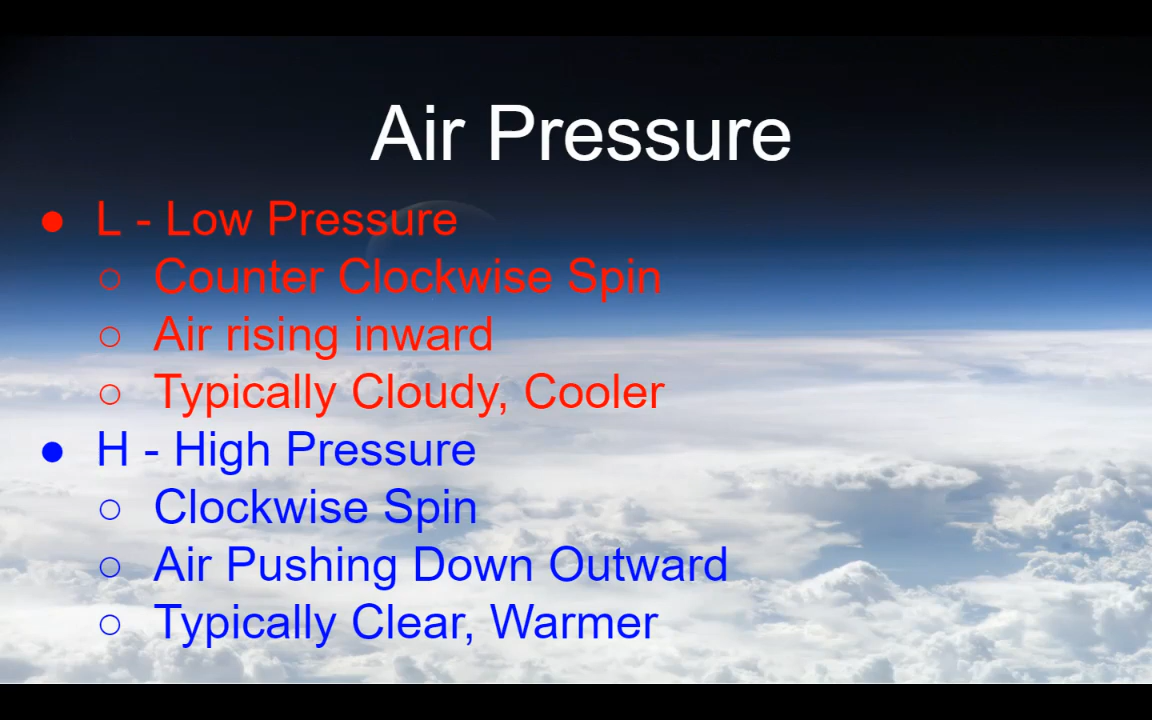 Air Pressure
● L - Low Pressure
○ Counter Clockwise Spin
○ Air rising inward
○ Typically Cloudy, Cooler
● H - High Pressure
○ Clockwise Spin
○ Air Pushing Down Outward
○ Typically Clear, Warmer